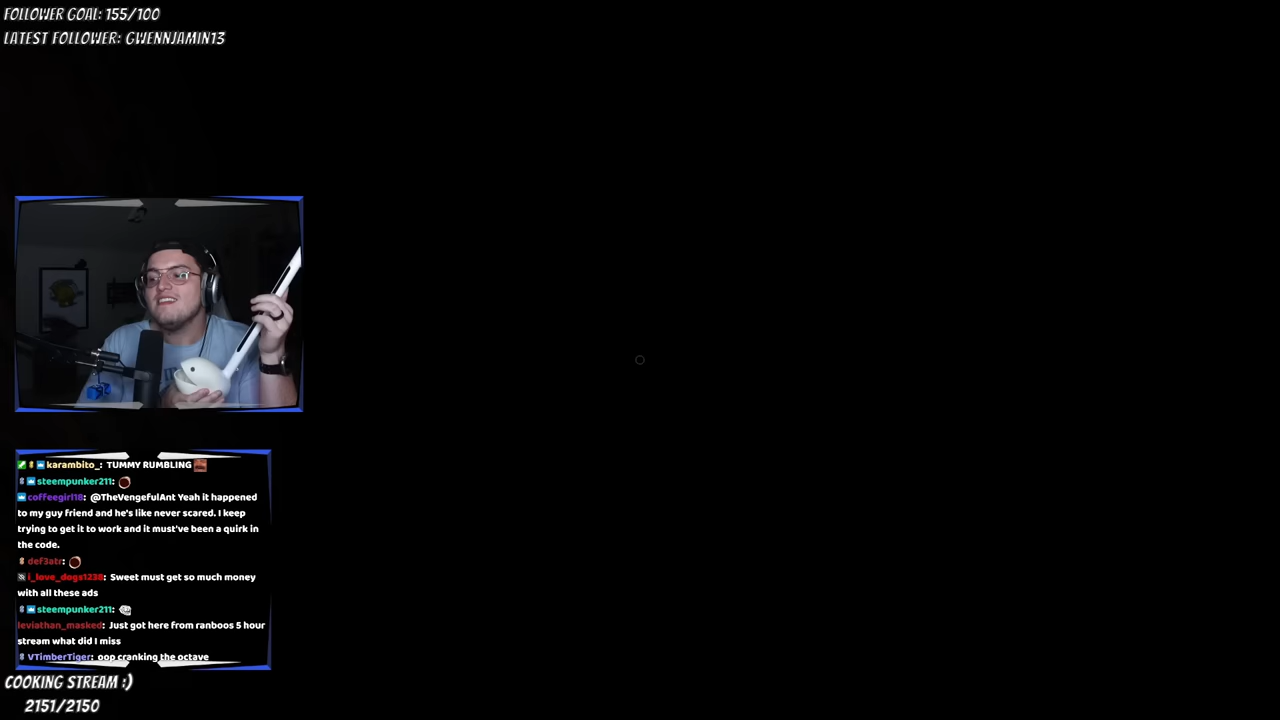 FOLLOWER GOAL: 155/100
LATEST FOLLOWER: GWENNJAMIN13
karambito_: TUMMY RUMBLING
steempunker211:
coffeegirl18: @TheVengefulAnt Yeah it happened
to my guy friend and he's like never scared. I keep
trying to get it to work and it must've been a quirk in
the code.
def3atr:
i_love_dogs1238: Sweet must get so much money
with all these ads
steempunker211:
leviathan_masked: Just got here from ranboos 5 hour
stream what did I miss
VTimberTiger: oop cranking the octave
COOKING STREAM :)
2151/2150